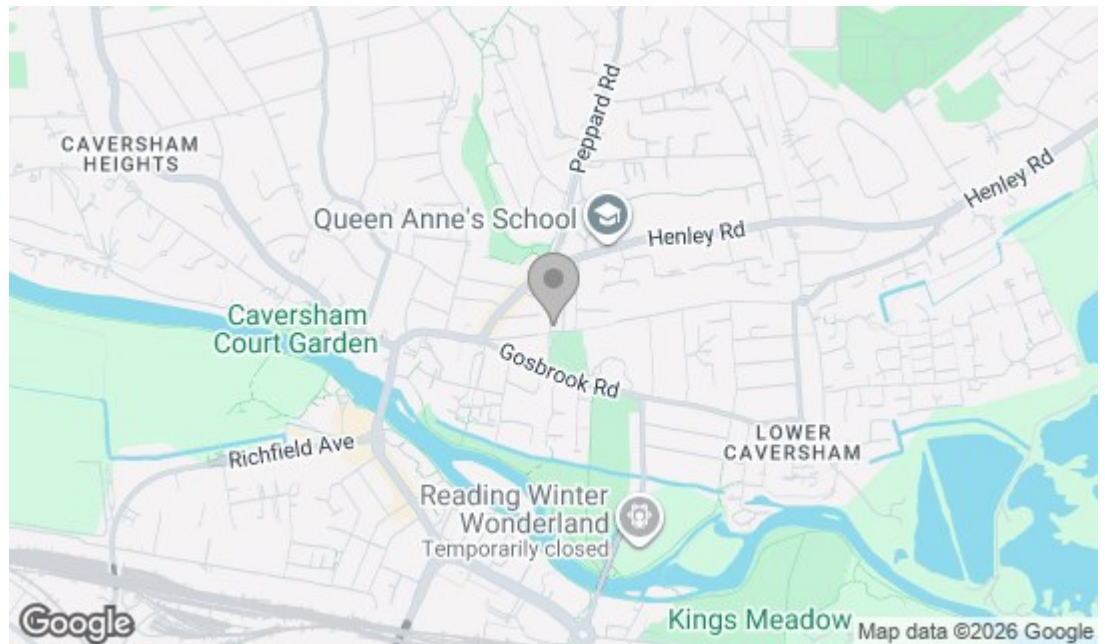 Peppard Rd
CAVERSHAM
HEIGHTS
Queen Anne's School
Henley Rd
Henley Rd
Caversham
Court Garden
Gosbrook Rd
LOWER
CAVERSHAM
Richfield Ave
Reading Winter
Wonderland
Temporarily closed
Kings Meadow
Google
Map data ©2026 Google